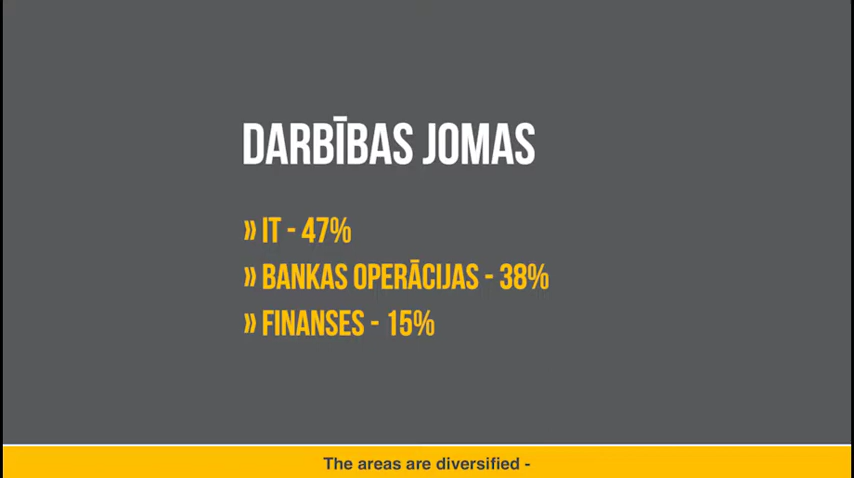 DARBĪBAS JOMAS
» IT - 47%
» BANKAS OPERĀCIJAS - 38%
» FINANSES - 15%
The areas are diversified -